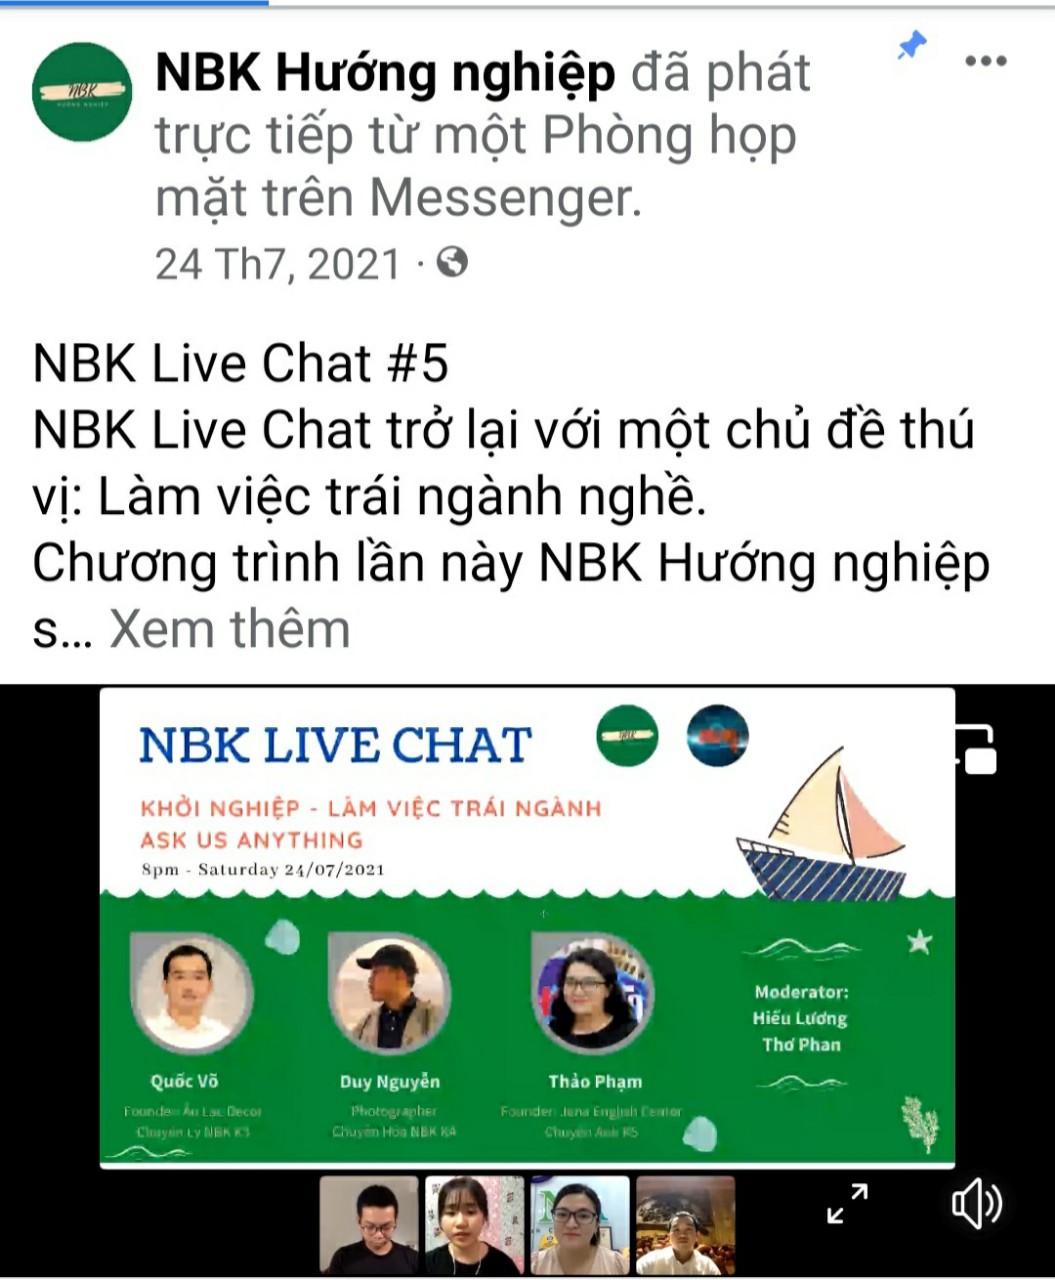 NBK Hướng nghiệp đã phát
trực tiếp từ một Phòng họp
mặt trên Messenger.
24 Th7, 2021 ·
NBK Live Chat #5
NBK Live Chat trở lại với một chủ đề thú
vị: Làm việc trái ngành nghề.
Chương trình lần này NBK Hướng nghiệp
s... Xem thêm
NBK LIVE CHAT
KHỞI NGHIỆP - LÀM VIỆC TRÁI NGÀNH
ASK US ANYTHING
8pm - Saturday 24/07/2021
Moderator:
Hiếu Lương
Thơ Phan
Quốc Võ
Founder: Âu Lạc Decor
Chuyên Lý NBK K3
Duy Nguyễn
Photographer
Chuyên Hóa NBK K4
Thảo Phạm
Founder: Jena English Center
Chuyên Anh K5